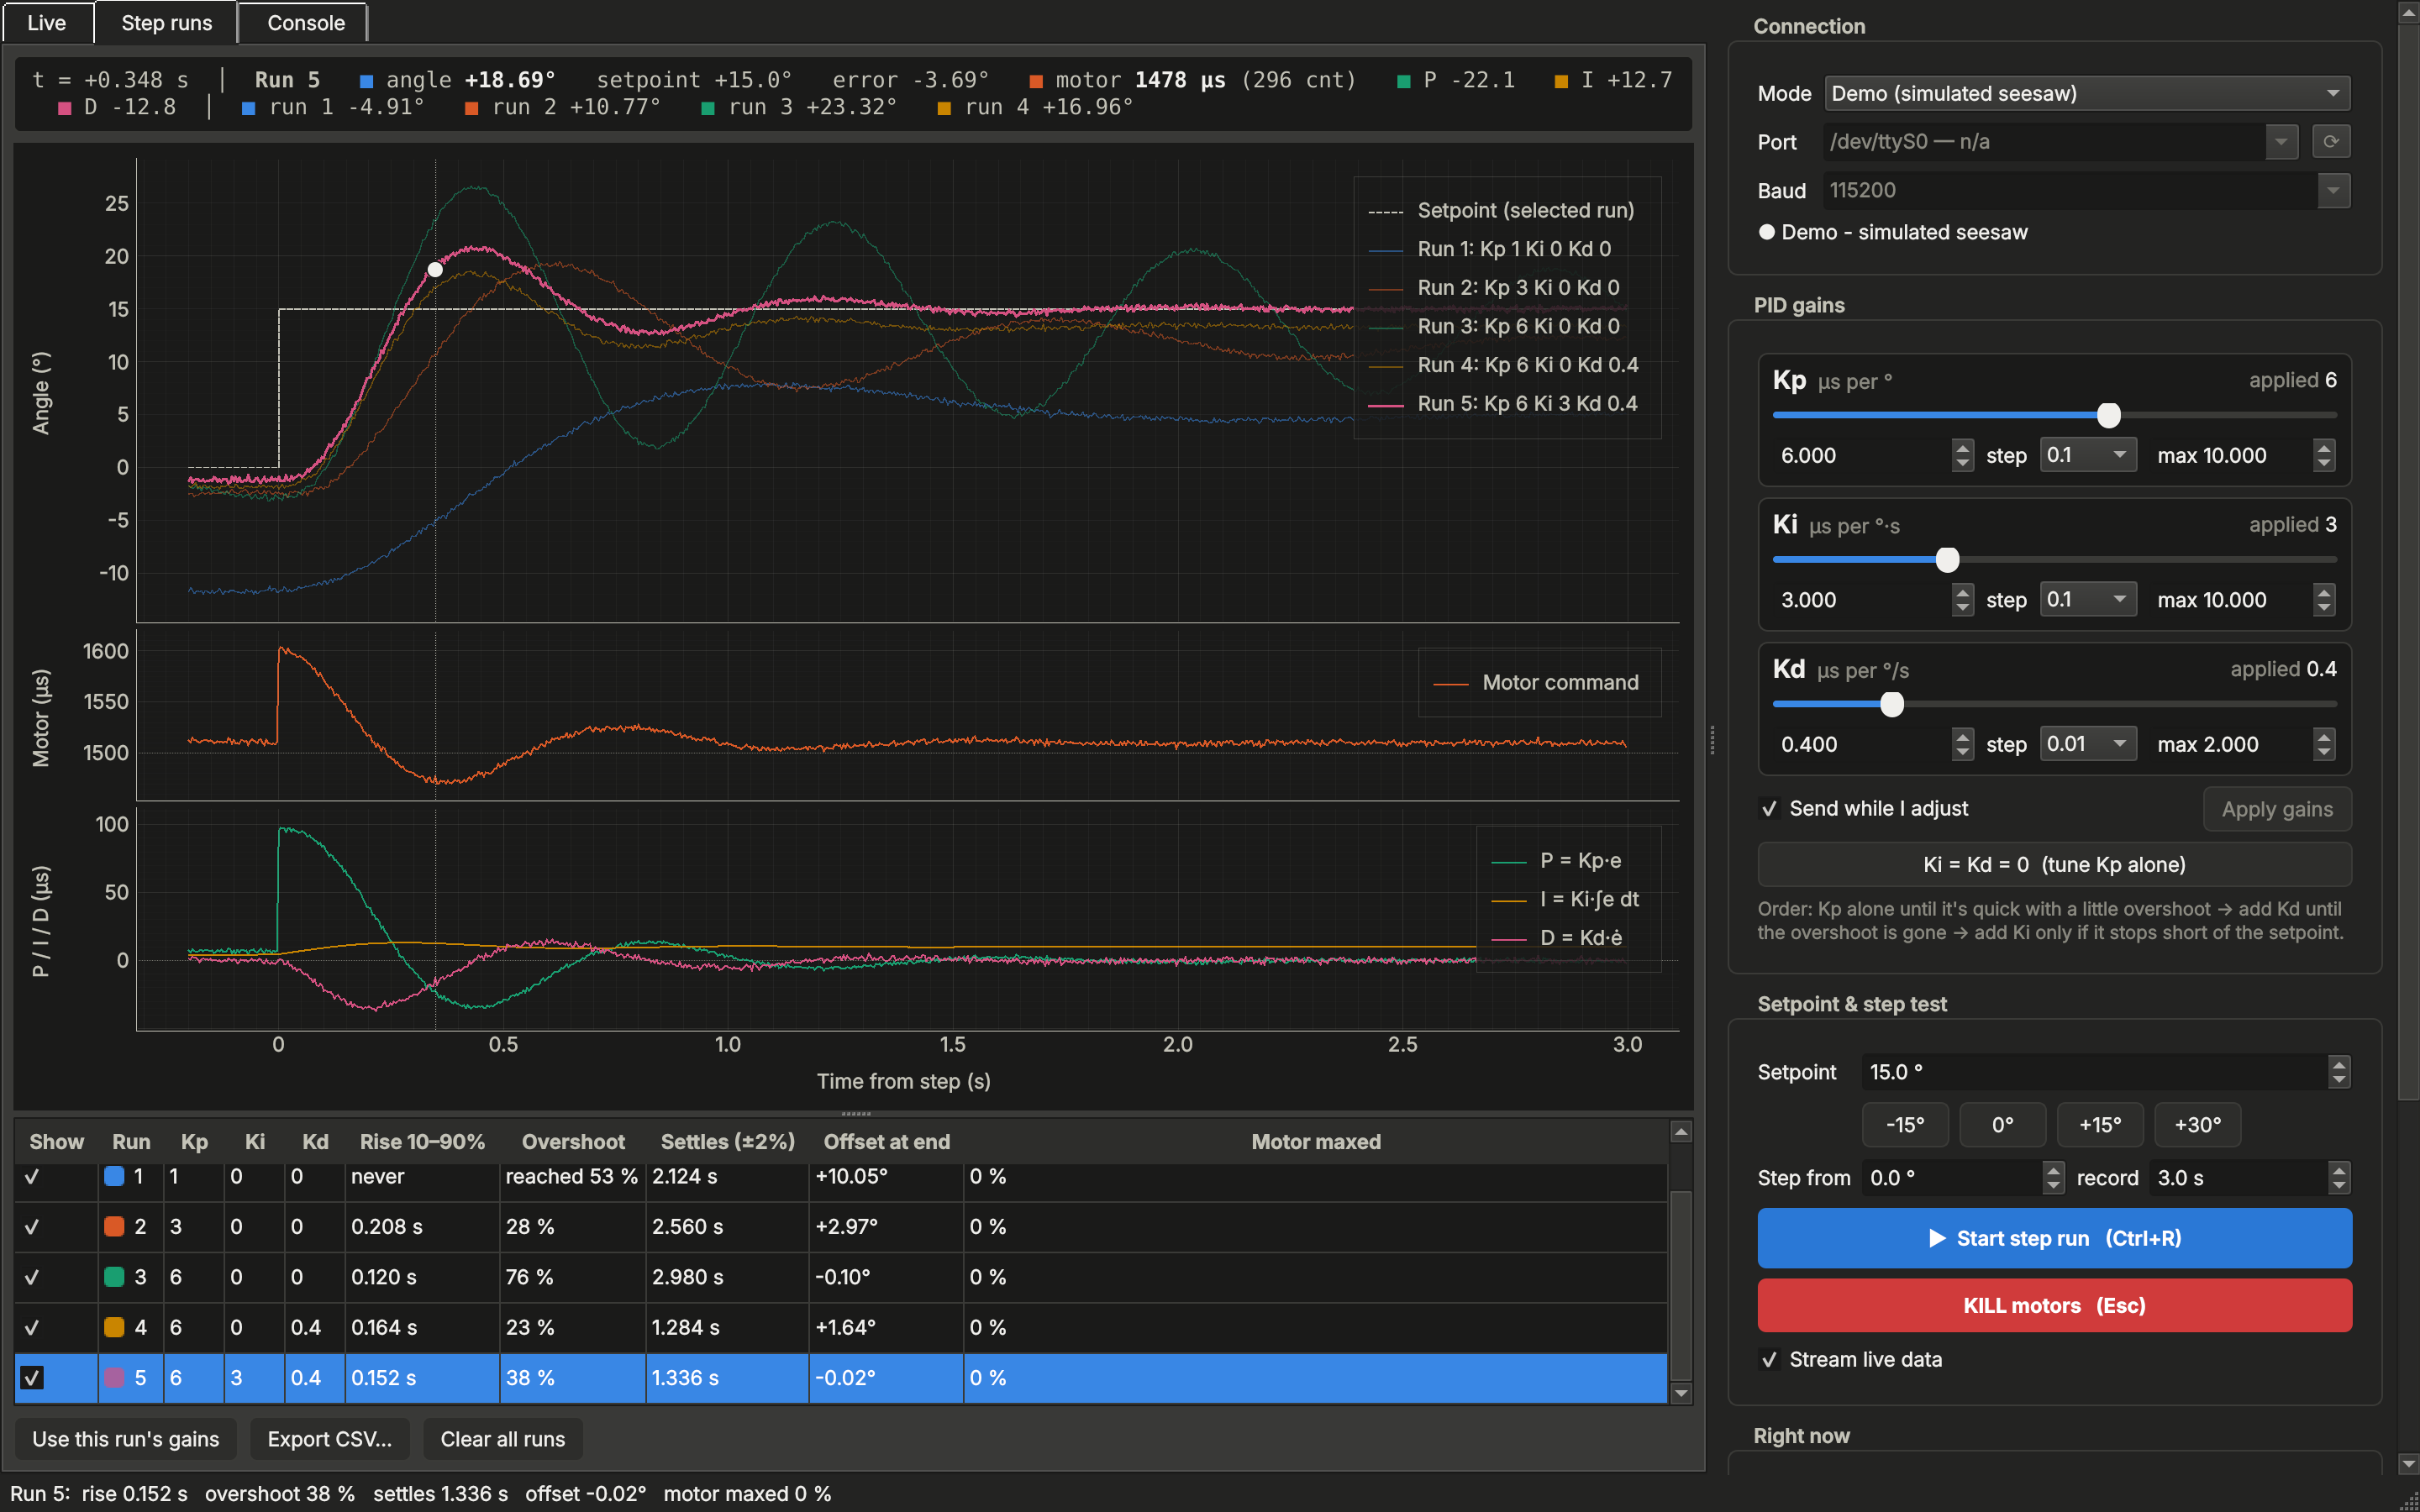 Live Step runs Console
t = +0.348 s | Run 5 angle +18.69° setpoint +15.0° error -3.69° motor 1478 µs (296 cnt) P -22.1 I +12.7
D -12.8 | run 1 -4.91° run 2 +10.77° run 3 +23.32° run 4 +16.96°
Angle (°)
25
20
15
10
5
0
-5
-10
Setpoint (selected run)
Run 1: Kp 1 Ki 0 Kd 0
Run 2: Kp 3 Ki 0 Kd 0
Run 3: Kp 6 Ki 0 Kd 0
Run 4: Kp 6 Ki 0 Kd 0.4
Run 5: Kp 6 Ki 3 Kd 0.4
Motor (µs)
1600
1550
1500
Motor command
P / I / D (µs)
100
50
0
P = Kp·e
I = Ki·∫e dt
D = Kd·ė
0 0.5 1.0 1.5 2.0 2.5 3.0
Time from step (s)
Show Run Kp Ki Kd Rise 10–90% Overshoot Settles (±2%) Offset at end Motor maxed
✓ 1 1 0 0 never reached 53 % 2.124 s +10.05° 0 %
✓ 2 3 0 0 0.208 s 28 % 2.560 s +2.97° 0 %
✓ 3 6 0 0 0.120 s 76 % 2.980 s -0.10° 0 %
✓ 4 6 0 0.4 0.164 s 23 % 1.284 s +1.64° 0 %
✓ 5 6 3 0.4 0.152 s 38 % 1.336 s -0.02° 0 %
Use this run's gains Export CSV... Clear all runs
Run 5: rise 0.152 s overshoot 38 % settles 1.336 s offset -0.02° motor maxed 0 %
Connection
Mode Demo (simulated seesaw)
Port /dev/ttyS0 — n/a ⟳
Baud 115200
Demo - simulated seesaw
PID gains
Kp µs per ° applied 6
6.000 step 0.1 max 10.000
Ki µs per °·s applied 3
3.000 step 0.1 max 10.000
Kd µs per °/s applied 0.4
0.400 step 0.01 max 2.000
✓ Send while I adjust Apply gains
Ki = Kd = 0 (tune Kp alone)
Order: Kp alone until it's quick with a little overshoot → add Kd until
the overshoot is gone → add Ki only if it stops short of the setpoint.
Setpoint & step test
Setpoint 15.0 °
-15° 0° +15° +30°
Step from 0.0 ° record 3.0 s
▶ Start step run (Ctrl+R)
KILL motors (Esc)
✓ Stream live data
Right now